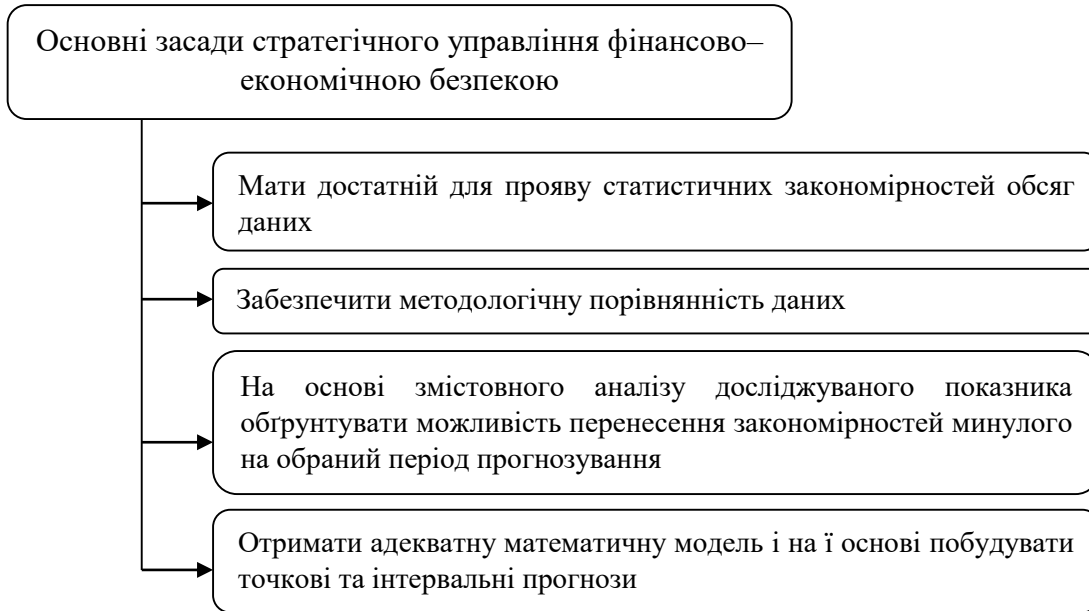 Основні засади стратегічного управління фінансово–
економічною безпекою
Мати достатній для прояву статистичних закономірностей обсяг
даних
Забезпечити методологічну порівнянність даних
На основі змістовного аналізу досліджуваного показника
обґрунтувати можливість перенесення закономірностей минулого
на обраний період прогнозування
Отримати адекватну математичну модель і на ї основі побудувати
точкові та інтервальні прогнози